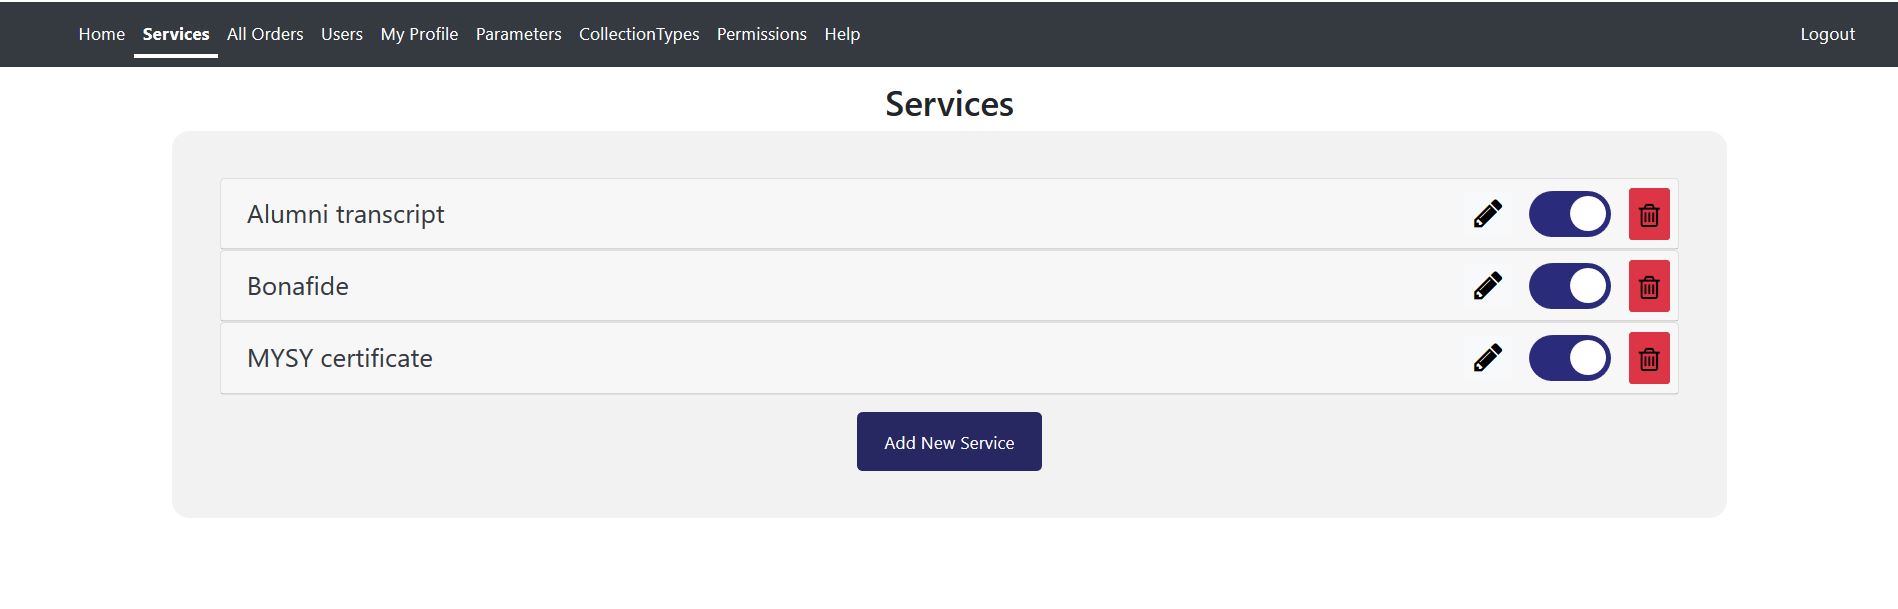 Home Services All Orders Users My Profile Parameters CollectionTypes Permissions Help Logout
Services
Alumni transcript
Bonafide
MYSY certificate
Add New Service